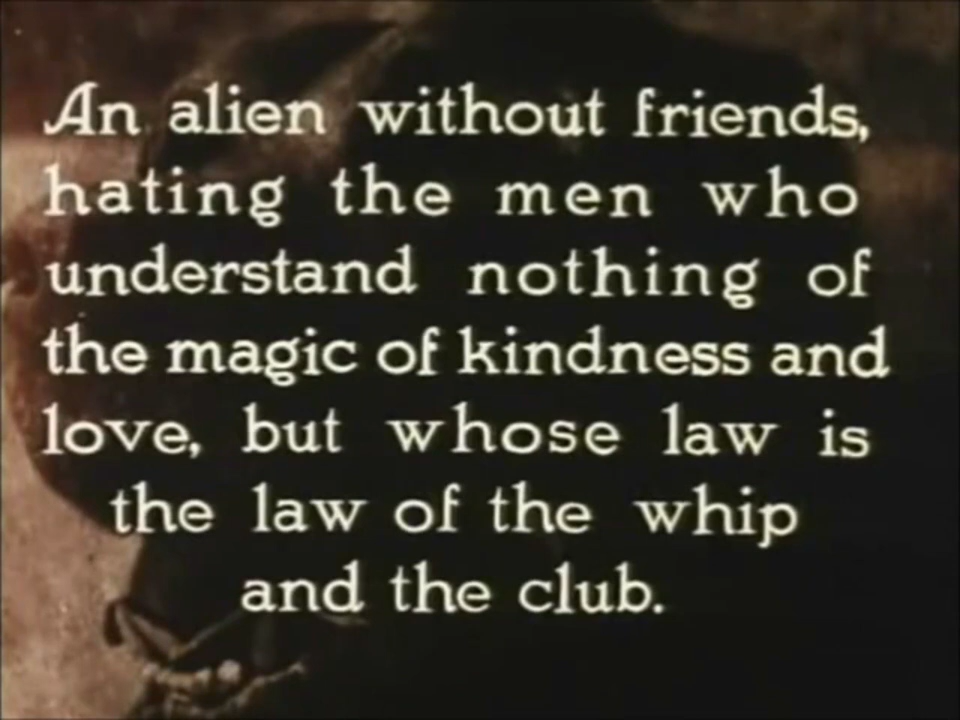 An alien without friends,
hating the men who
understand nothing of
the magic of kindness and
love, but whose law is
the law of the whip
and the club.